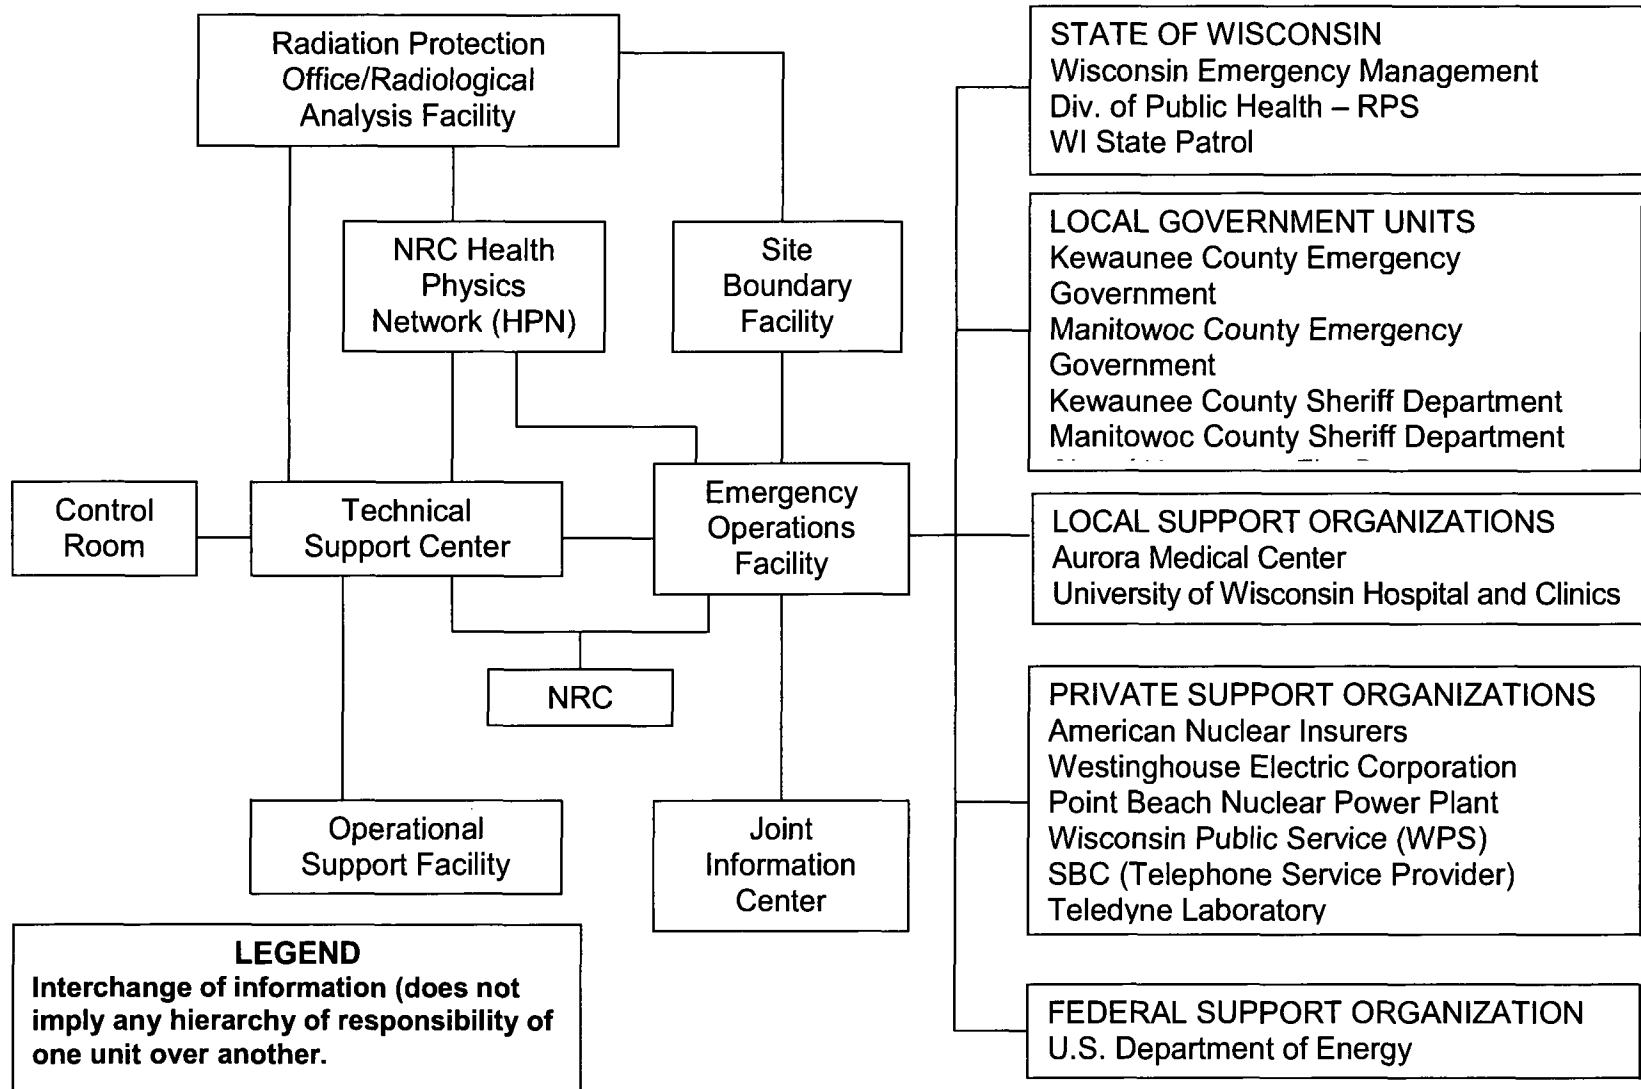 Radiation Protection
Office/Radiological
Analysis Facility
NRC Health
Physics
Network (HPN)
Site
Boundary
Facility
Control
Room
Technical
Support Center
Emergency
Operations
Facility
NRC
Operational
Support Facility
Joint
Information
Center
LEGEND
Interchange of information (does not
imply any hierarchy of responsibility of
one unit over another.
STATE OF WISCONSIN
Wisconsin Emergency Management
Div. of Public Health – RPS
WI State Patrol
LOCAL GOVERNMENT UNITS
Kewaunee County Emergency
Government
Manitowoc County Emergency
Government
Kewaunee County Sheriff Department
Manitowoc County Sheriff Department
LOCAL SUPPORT ORGANIZATIONS
Aurora Medical Center
University of Wisconsin Hospital and Clinics
PRIVATE SUPPORT ORGANIZATIONS
American Nuclear Insurers
Westinghouse Electric Corporation
Point Beach Nuclear Power Plant
Wisconsin Public Service (WPS)
SBC (Telephone Service Provider)
Teledyne Laboratory
FEDERAL SUPPORT ORGANIZATION
U.S. Department of Energy